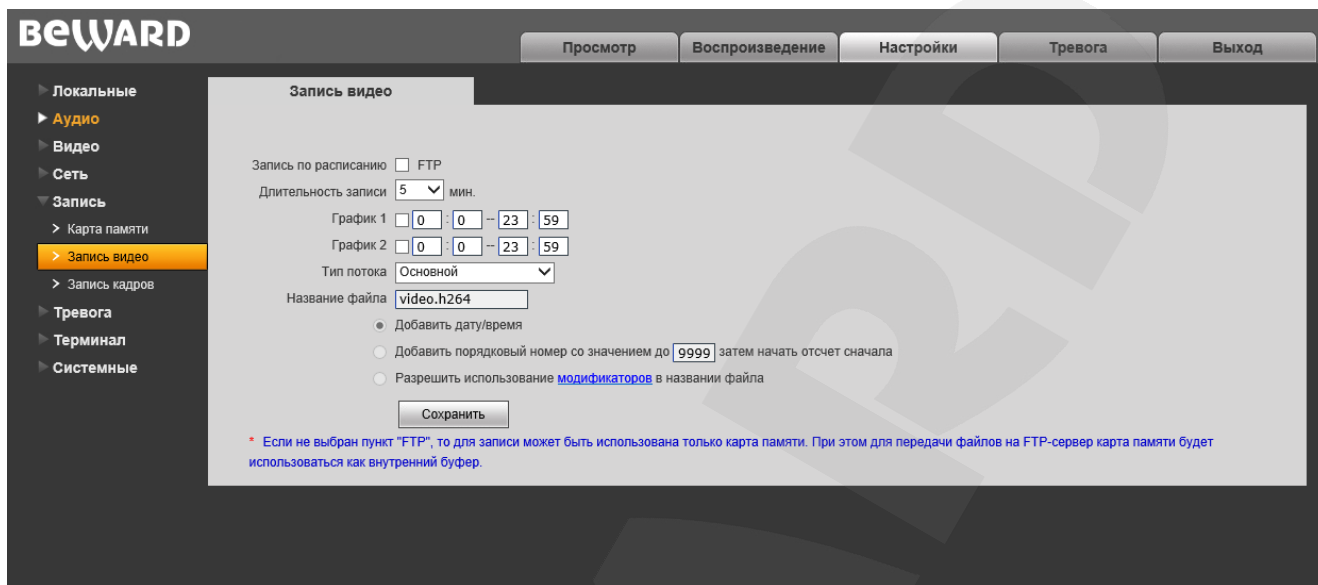 BEWARD
Просмотр Воспроизведение Настройки Тревога Выход
Локальные
Аудио
Видео
Сеть
Запись
> Карта памяти
> Запись видео
> Запись кадров
Тревога
Терминал
Системные
Запись видео
Запись по расписанию FTP
Длительность записи 5 мин.
График 1 0 : 0 -- 23 : 59
График 2 0 : 0 -- 23 : 59
Тип потока Основной
Название файла video.h264
Добавить дату/время
Добавить порядковый номер со значением до 9999 затем начать отсчет сначала
Разрешить использование модификаторов в названии файла
Сохранить
* Если не выбран пункт "FTP", то для записи может быть использована только карта памяти. При этом для передачи файлов на FTP-сервер карта памяти будет
использоваться как внутренний буфер.